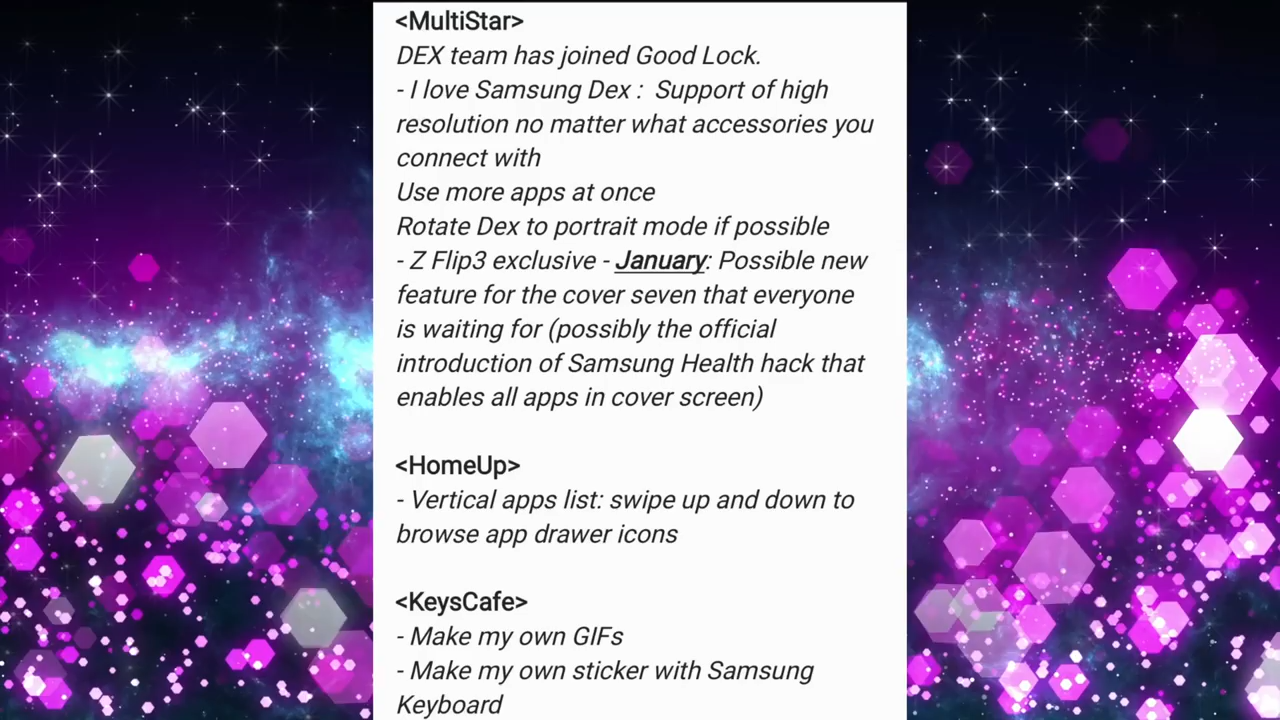 <MultiStar>
DEX team has joined Good Lock.
- I love Samsung Dex :  Support of high
resolution no matter what accessories you
connect with
Use more apps at once
Rotate Dex to portrait mode if possible
- Z Flip3 exclusive - January: Possible new
feature for the cover seven that everyone
is waiting for (possibly the official
introduction of Samsung Health hack that
enables all apps in cover screen)
<HomeUp>
- Vertical apps list: swipe up and down to
browse app drawer icons
<KeysCafe>
- Make my own GIFs
- Make my own sticker with Samsung
Keyboard